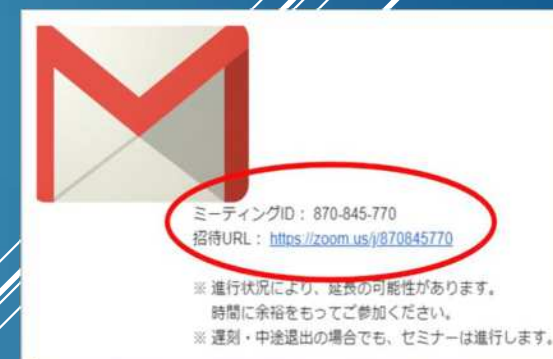 ミーティングID： 870-845-770
招待URL： https://zoom.us/j/870845770
※ 進行状況により、延長の可能性があります。
時間に余裕をもってご参加ください。
※ 遅刻・中途退出の場合でも、セミナーは進行します。